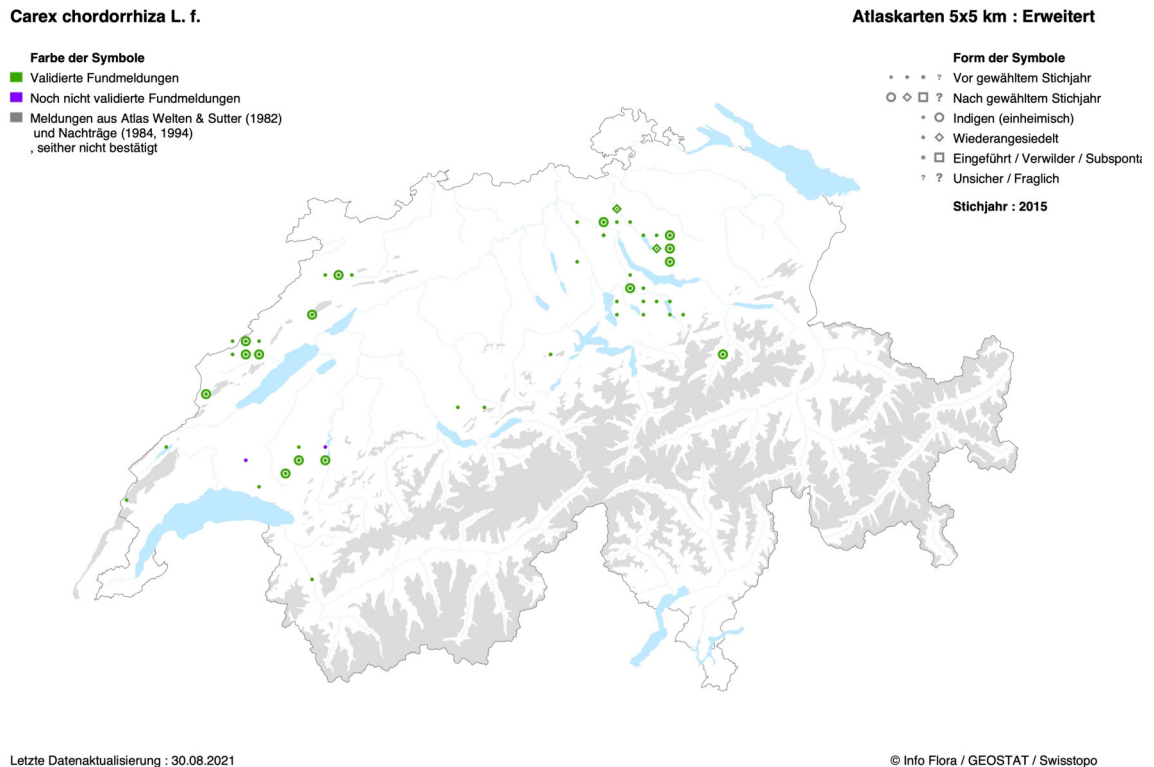 Carex chordorrhiza L. f.
Atlaskarten 5x5 km : Erweitert
Farbe der Symbole
Validierte Fundmeldungen
Noch nicht validierte Fundmeldungen
Meldungen aus Atlas Welten & Sutter (1982)
und Nachträge (1984, 1994)
, seither nicht bestätigt
Form der Symbole
? Vor gewähltem Stichjahr
? Nach gewähltem Stichjahr
Indigen (einheimisch)
Wiederangesiedelt
Eingeführt / Verwilder / Subsponta
? ? Unsicher / Fraglich
Stichjahr : 2015
Letzte Datenaktualisierung : 30.08.2021
© Info Flora / GEOSTAT / Swisstopo